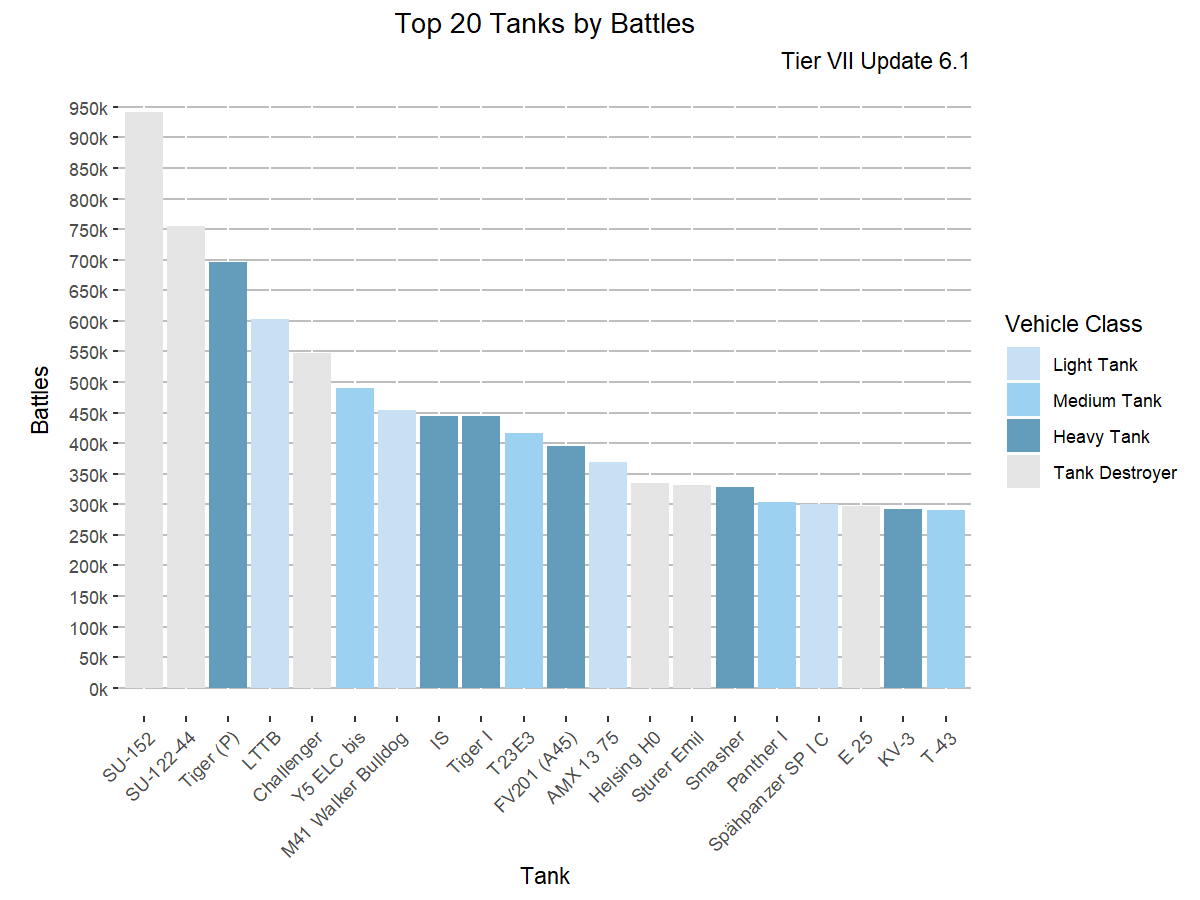 Top 20 Tanks by Battles
Tier VII Update 6.1
950k
900k
850k
800k
750k
700k
650k
600k
550k
500k
450k
400k
350k
300k
250k
200k
150k
100k
50k
0k
Battles
SU-152
SU-122-44
Tiger (P)
LTTB
Challenger
Y5 ELC bis
M41 Walker Bulldog
IS
Tiger I
T23E3
FV201 (A45)
AMX 13 75
Helsing H0
Sturer Emil
Smasher
Panther I
Spähpanzer SP I C
E 25
KV-3
T-43
Tank
Vehicle Class
Light Tank
Medium Tank
Heavy Tank
Tank Destroyer